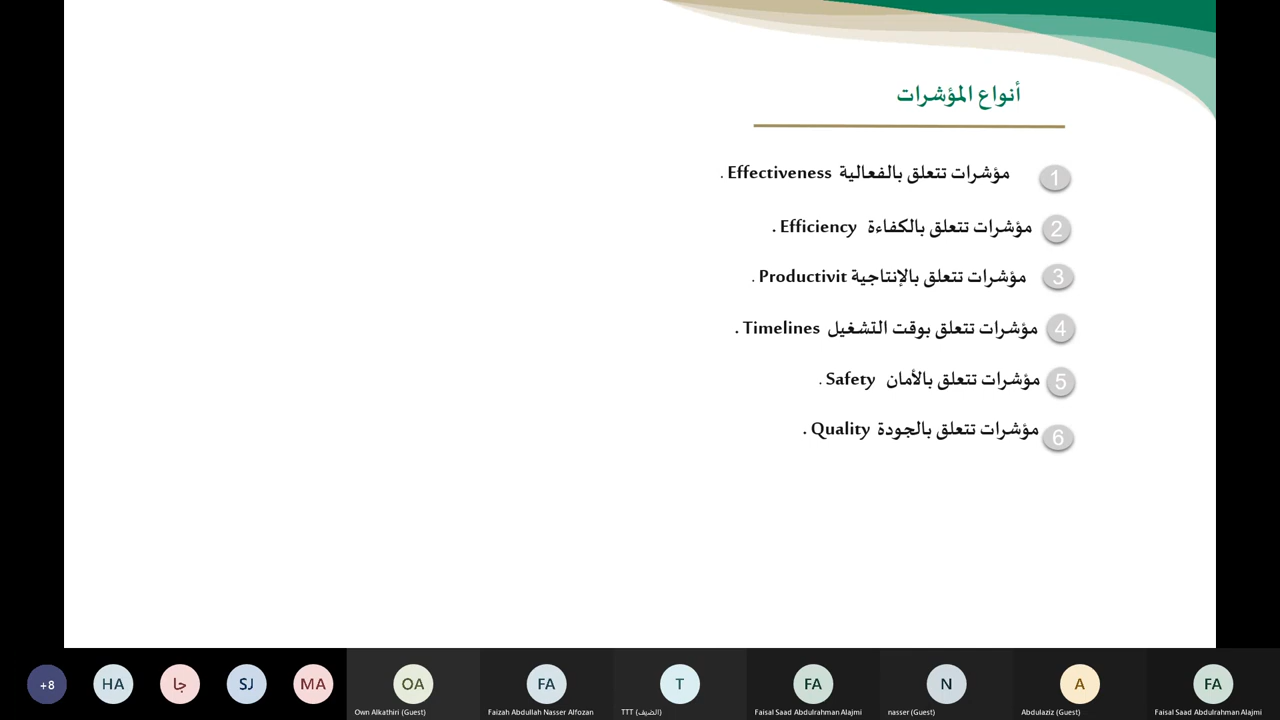 أنواع المؤشرات
1 مؤشرات تتعلق بالفعالية Effectiveness .
2 مؤشرات تتعلق بالكفاءة Efficiency .
3 مؤشرات تتعلق بالإنتاجية Productivit .
4 مؤشرات تتعلق بوقت التشغيل Timelines .
5 مؤشرات تتعلق بالأمان Safety .
6 مؤشرات تتعلق بالجودة Quality .
+8 HA جا SJ MA OA FA T FA N A FA
Own Alkathiri (Guest) Faizah Abdullah Nasser Alfozan TTT (الضيف) Faisal Saad Abdulrahman Alajmi nasser (Guest) Abdulaziz (Guest) Faisal Saad Abdulrahman Alajmi